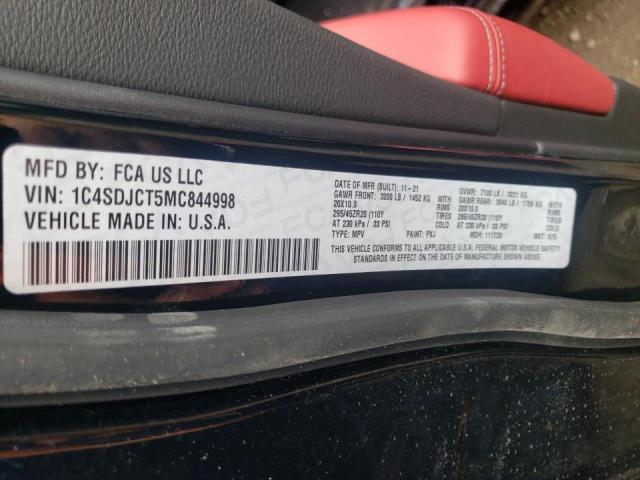 MFD BY: FCA US LLC
VIN: 1C4SDJCT5MC844998
VEHICLE MADE IN: U.S.A.
DATE OF MFR (BUILT): 11-21 GVWR: 7100 LB / 3221 KG
GAWR FRONT: 3200 LB / 1452 KG GAWR REAR: 3940 LB /
20X10.0 RIMS 20X10.0 RIMS
295/45ZR20 (110Y TIRES 295/45ZR20 (110Y TIRES
AT 230 kPa / 33 PSI COLD AT 230 kPa / 33 PSI COLD
TYPE: MPV PAINT: PXJ MDH: 111720
THIS VEHICLE CONFORMS TO ALL APPLICABLE U.S.A. FEDERAL MOTOR VEHICLE SAFETY
STANDARDS IN EFFECT ON THE DATE OF MANUFACTURE SHOWN ABOVE.